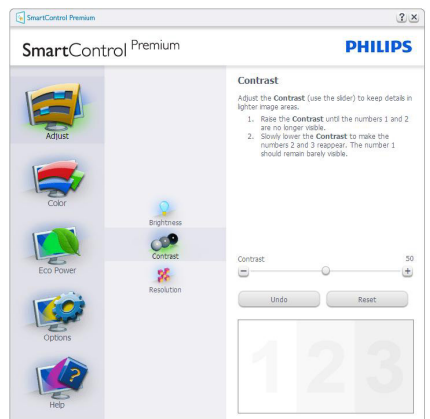 SmartControl Premium
SmartControl Premium
PHILIPS
Adjust
Color
Eco Power
Options
Help
Brightness
Contrast
Resolution
Contrast
Adjust the Contrast (use the slider) to keep details in
lighter image areas.
1. Raise the Contrast until the numbers 1 and 2
are no longer visible.
2. Slowly lower the Contrast to make the
numbers 2 and 3 reappear. The number 1
should remain barely visible.
Contrast 50
Undo Reset
1 2 3